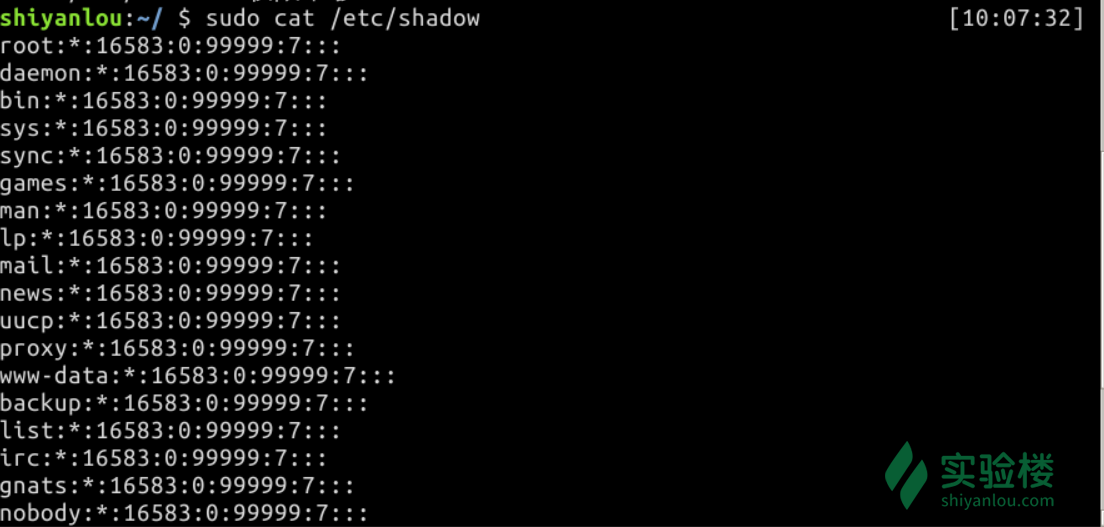 shiyanlou:~/ $ sudo cat /etc/shadow [10:07:32]
root:*:16583:0:99999:7:::
daemon:*:16583:0:99999:7:::
bin:*:16583:0:99999:7:::
sys:*:16583:0:99999:7:::
sync:*:16583:0:99999:7:::
games:*:16583:0:99999:7:::
man:*:16583:0:99999:7:::
lp:*:16583:0:99999:7:::
mail:*:16583:0:99999:7:::
news:*:16583:0:99999:7:::
uucp:*:16583:0:99999:7:::
proxy:*:16583:0:99999:7:::
www-data:*:16583:0:99999:7:::
backup:*:16583:0:99999:7:::
list:*:16583:0:99999:7:::
irc:*:16583:0:99999:7:::
gnats:*:16583:0:99999:7:::
nobody:*:16583:0:99999:7:::
实验楼
shiyanlou.com